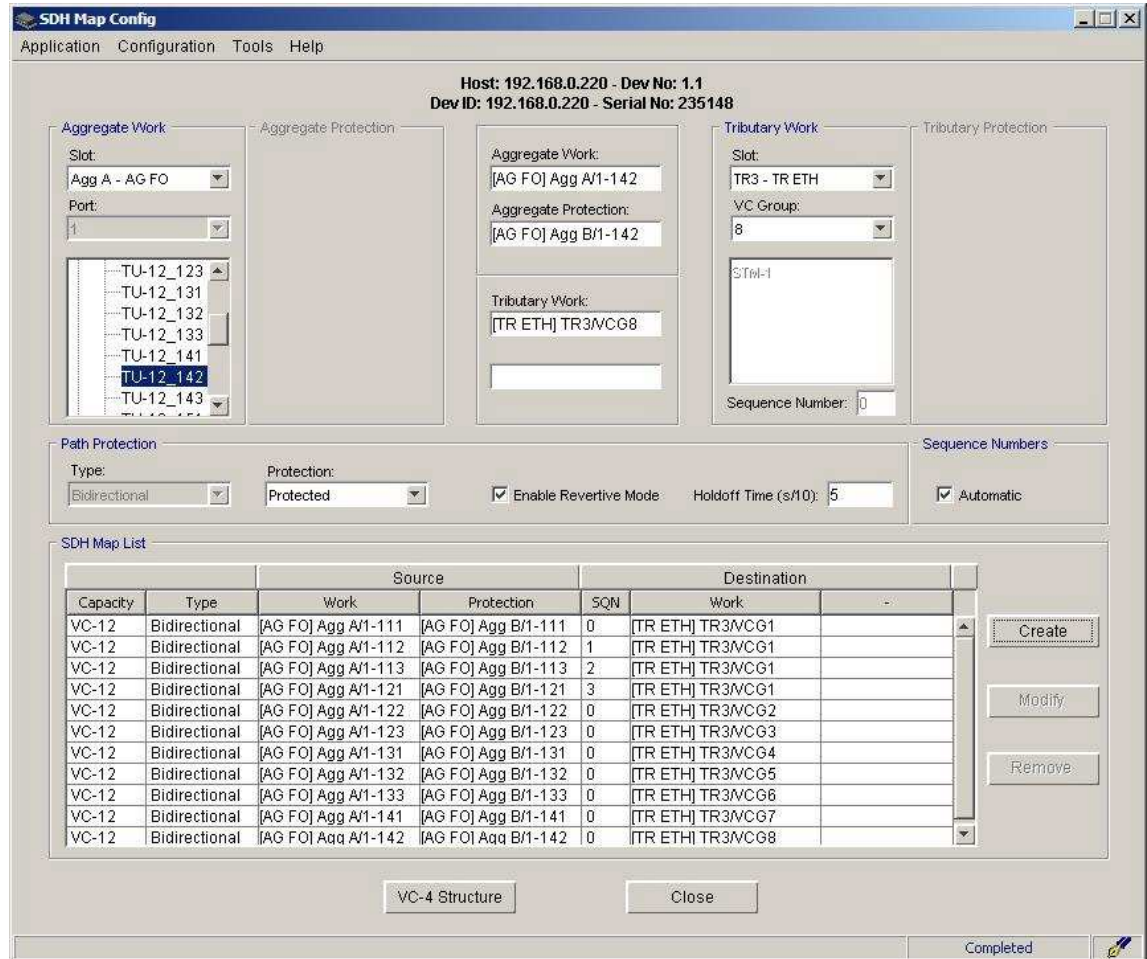 SDH Map Config
Application Configuration Tools Help
Host: 192.168.0.220 - Dev No: 1.1
Dev ID: 192.168.0.220 - Serial No: 235148
Aggregate Work
Slot:
Agg A - AG FO
Port:
1
TU-12_123
TU-12_131
TU-12_132
TU-12_133
TU-12_141
TU-12_142
TU-12_143
Aggregate Protection
Aggregate Work:
[AG FO] Agg A/1-142
Aggregate Protection:
[AG FO] Agg B/1-142
Tributary Work:
[TR ETH] TR3/VCG8
Tributary Work
Slot:
TR3 - TR ETH
VC Group:
8
STM-1
Sequence Number: 0
Tributary Protection
Path Protection
Type:
Bidirectional
Protection:
Protected
Enable Revertive Mode
Holdoff Time (s/10): 5
Sequence Numbers
Automatic
SDH Map List
Source Destination
Capacity Type Work Protection SQN Work -
VC-12 Bidirectional [AG FO] Agg A/1-111 [AG FO] Agg B/1-111 0 [TR ETH] TR3/VCG1
VC-12 Bidirectional [AG FO] Agg A/1-112 [AG FO] Agg B/1-112 1 [TR ETH] TR3/VCG1
VC-12 Bidirectional [AG FO] Agg A/1-113 [AG FO] Agg B/1-113 2 [TR ETH] TR3/VCG1
VC-12 Bidirectional [AG FO] Agg A/1-121 [AG FO] Agg B/1-121 3 [TR ETH] TR3/VCG1
VC-12 Bidirectional [AG FO] Agg A/1-122 [AG FO] Agg B/1-122 0 [TR ETH] TR3/VCG2
VC-12 Bidirectional [AG FO] Agg A/1-123 [AG FO] Agg B/1-123 0 [TR ETH] TR3/VCG3
VC-12 Bidirectional [AG FO] Agg A/1-131 [AG FO] Agg B/1-131 0 [TR ETH] TR3/VCG4
VC-12 Bidirectional [AG FO] Agg A/1-132 [AG FO] Agg B/1-132 0 [TR ETH] TR3/VCG5
VC-12 Bidirectional [AG FO] Agg A/1-133 [AG FO] Agg B/1-133 0 [TR ETH] TR3/VCG6
VC-12 Bidirectional [AG FO] Agg A/1-141 [AG FO] Agg B/1-141 0 [TR ETH] TR3/VCG7
VC-12 Bidirectional [AG FO] Agg A/1-142 [AG FO] Agg B/1-142 0 [TR ETH] TR3/VCG8
Create
Modify
Remove
VC-4 Structure
Close
Completed